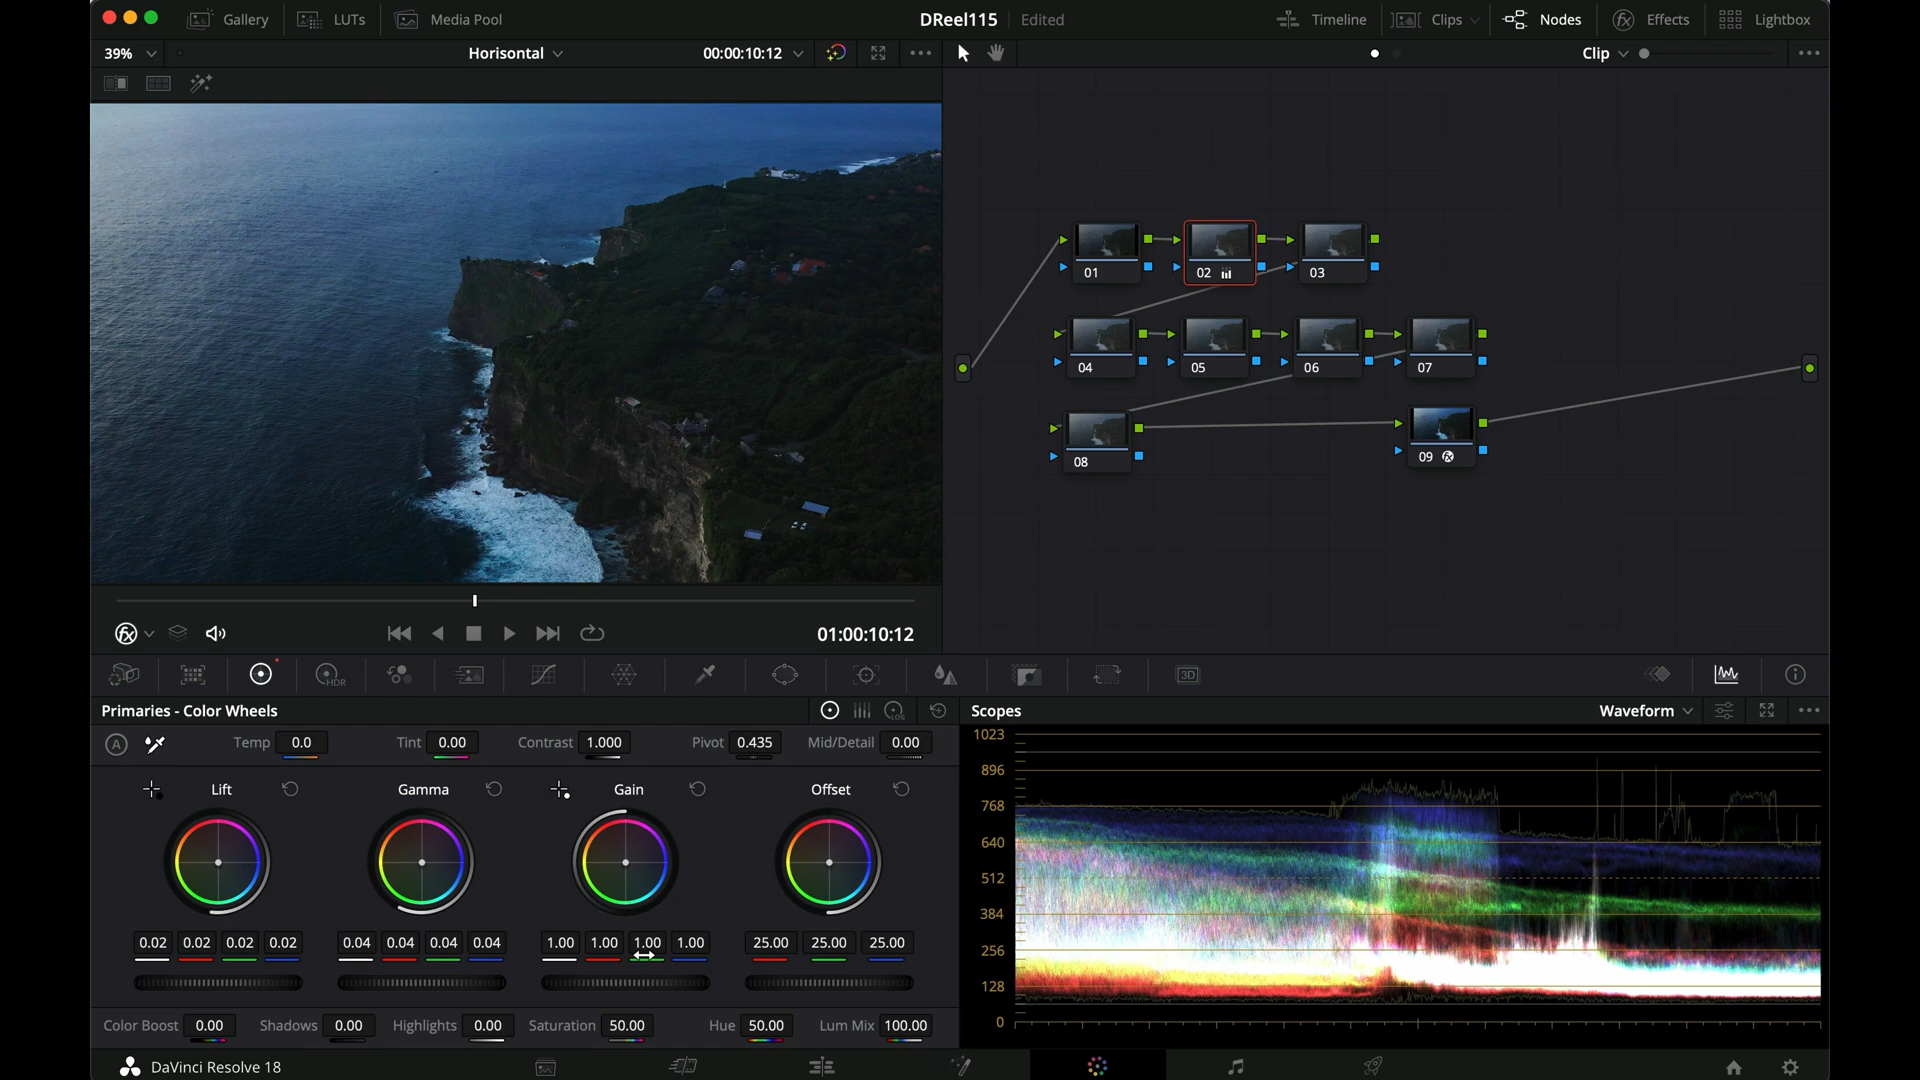 Gallery LUTs Media Pool DReel115 Edited Timeline Clips Nodes Effects Lightbox
39% Horisontal 00:00:10:12 Clip
01 02 03
04 05 06 07
08 09
01:00:10:12
HDR 3D
Primaries - Color Wheels LOG Scopes Waveform
A Temp 0.0 Tint 0.00 Contrast 1.000 Pivot 0.435 Mid/Detail 0.00
Lift Gamma Gain Offset
0.02 0.02 0.02 0.02 0.04 0.04 0.04 0.04 1.00 1.00 1.00 1.00 25.00 25.00 25.00
Color Boost 0.00 Shadows 0.00 Highlights 0.00 Saturation 50.00 Hue 50.00 Lum Mix 100.00
1023
896
768
640
512
384
256
128
0
DaVinci Resolve 18